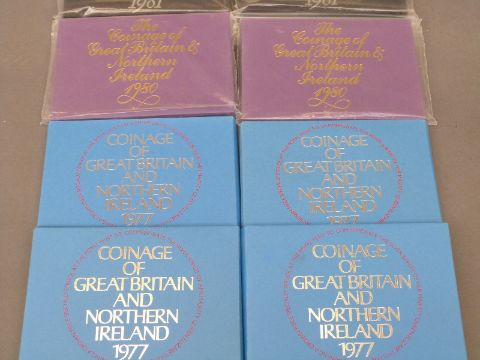 1981
1981
The
Coinage of
Great Britain &
Northern
Ireland
1980
The
Coinage of
Great Britain &
Northern
Ireland
1980
COINAGE
OF
GREAT BRITAIN
AND
NORTHERN
IRELAND
1977
COINAGE
OF
GREAT BRITAIN
AND
NORTHERN
IRELAND
1977
COINAGE
OF
GREAT BRITAIN
AND
NORTHERN
IRELAND
1977
COINAGE
OF
GREAT BRITAIN
AND
NORTHERN
IRELAND
1977